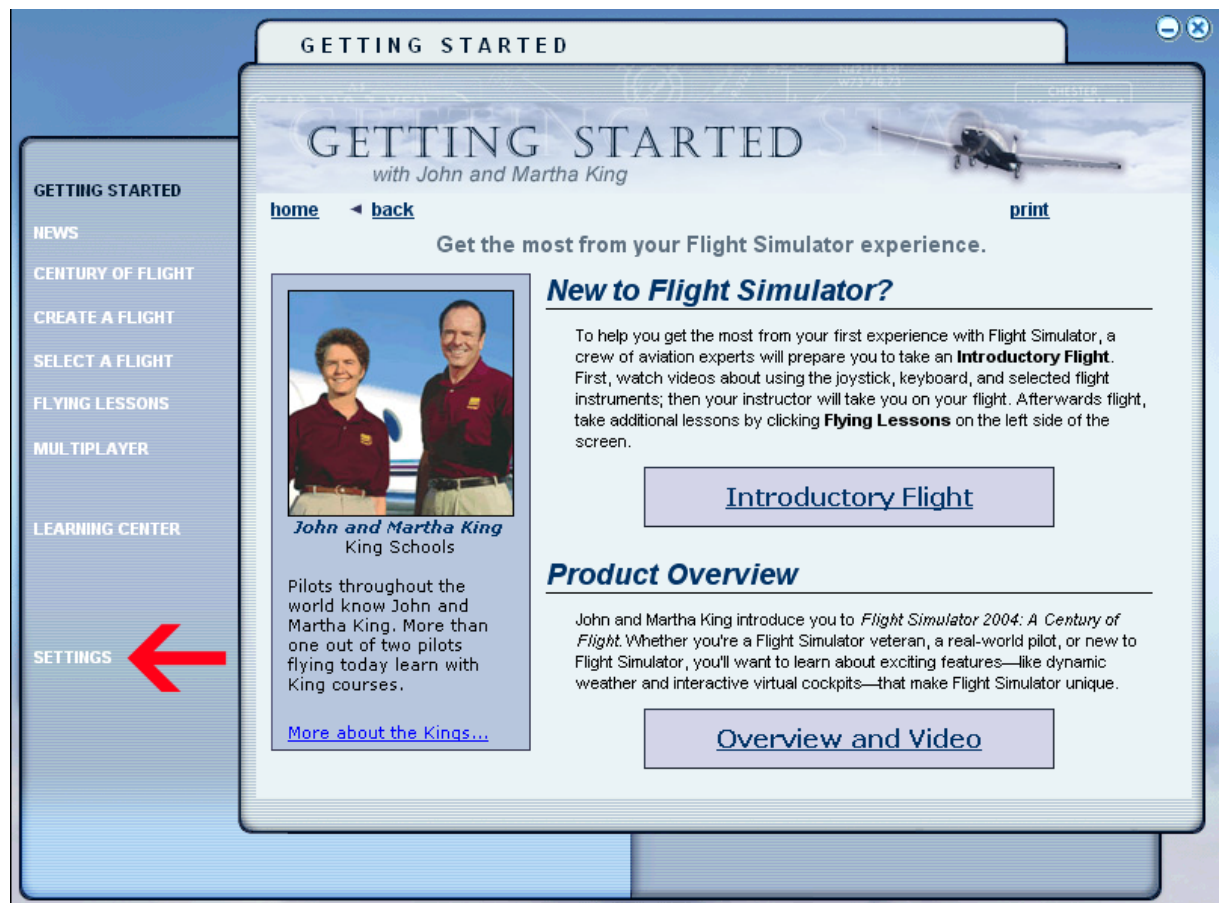 GETTING STARTED
GETTING STARTED
with John and Martha King
GETTING STARTED
NEWS
CENTURY OF FLIGHT
CREATE A FLIGHT
SELECT A FLIGHT
FLYING LESSONS
MULTIPLAYER
LEARNING CENTER
SETTINGS
home ◄ back
print
Get the most from your Flight Simulator experience.
John and Martha King
King Schools
Pilots throughout the
world know John and
Martha King. More than
one out of two pilots
flying today learn with
King courses.
More about the Kings...
New to Flight Simulator?
To help you get the most from your first experience with Flight Simulator, a
crew of aviation experts will prepare you to take an Introductory Flight.
First, watch videos about using the joystick, keyboard, and selected flight
instruments; then your instructor will take you on your flight. Afterwards flight,
take additional lessons by clicking Flying Lessons on the left side of the
screen.
Introductory Flight
Product Overview
John and Martha King introduce you to Flight Simulator 2004: A Century of
Flight. Whether you're a Flight Simulator veteran, a real-world pilot, or new to
Flight Simulator, you'll want to learn about exciting features—like dynamic
weather and interactive virtual cockpits—that make Flight Simulator unique.
Overview and Video